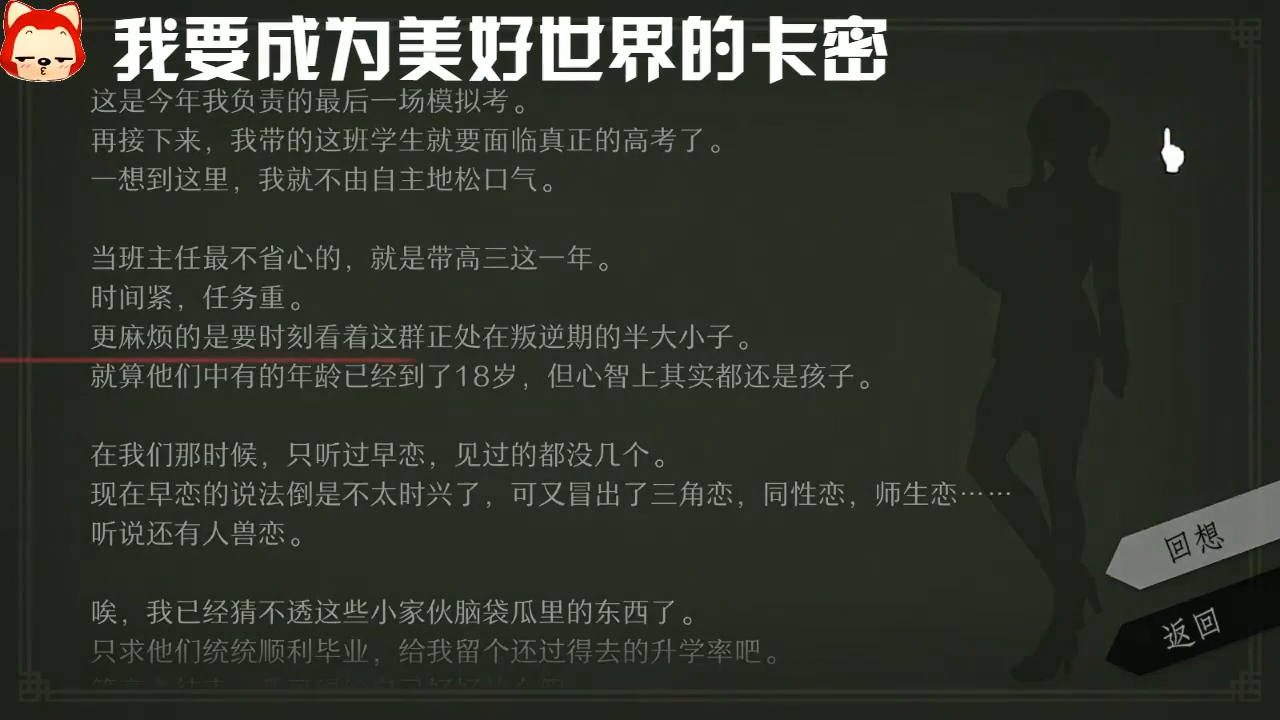 我要成为美好世界的卡密
这是今年我负责的最后一场模拟考。
再接下来，我带的这班学生就要面临真正的高考了。
一想到这里，我就不由自主地松口气。
当班主任最不省心的，就是带高三这一年。
时间紧，任务重。
更麻烦的是要时刻看着这群正处在叛逆期的半大小子。
就算他们中有的年龄已经到了18岁，但心智上其实都还是孩子。
在我们那时候，只听过早恋，见过的都没几个。
现在早恋的说法倒是不太时兴了，可又冒出了三角恋，同性恋，师生恋……
听说还有人兽恋。
唉，我已经猜不透这些小家伙脑袋瓜里的东西了。
只求他们统统顺利毕业，给我留个还过得去的升学率吧。
回想
返回